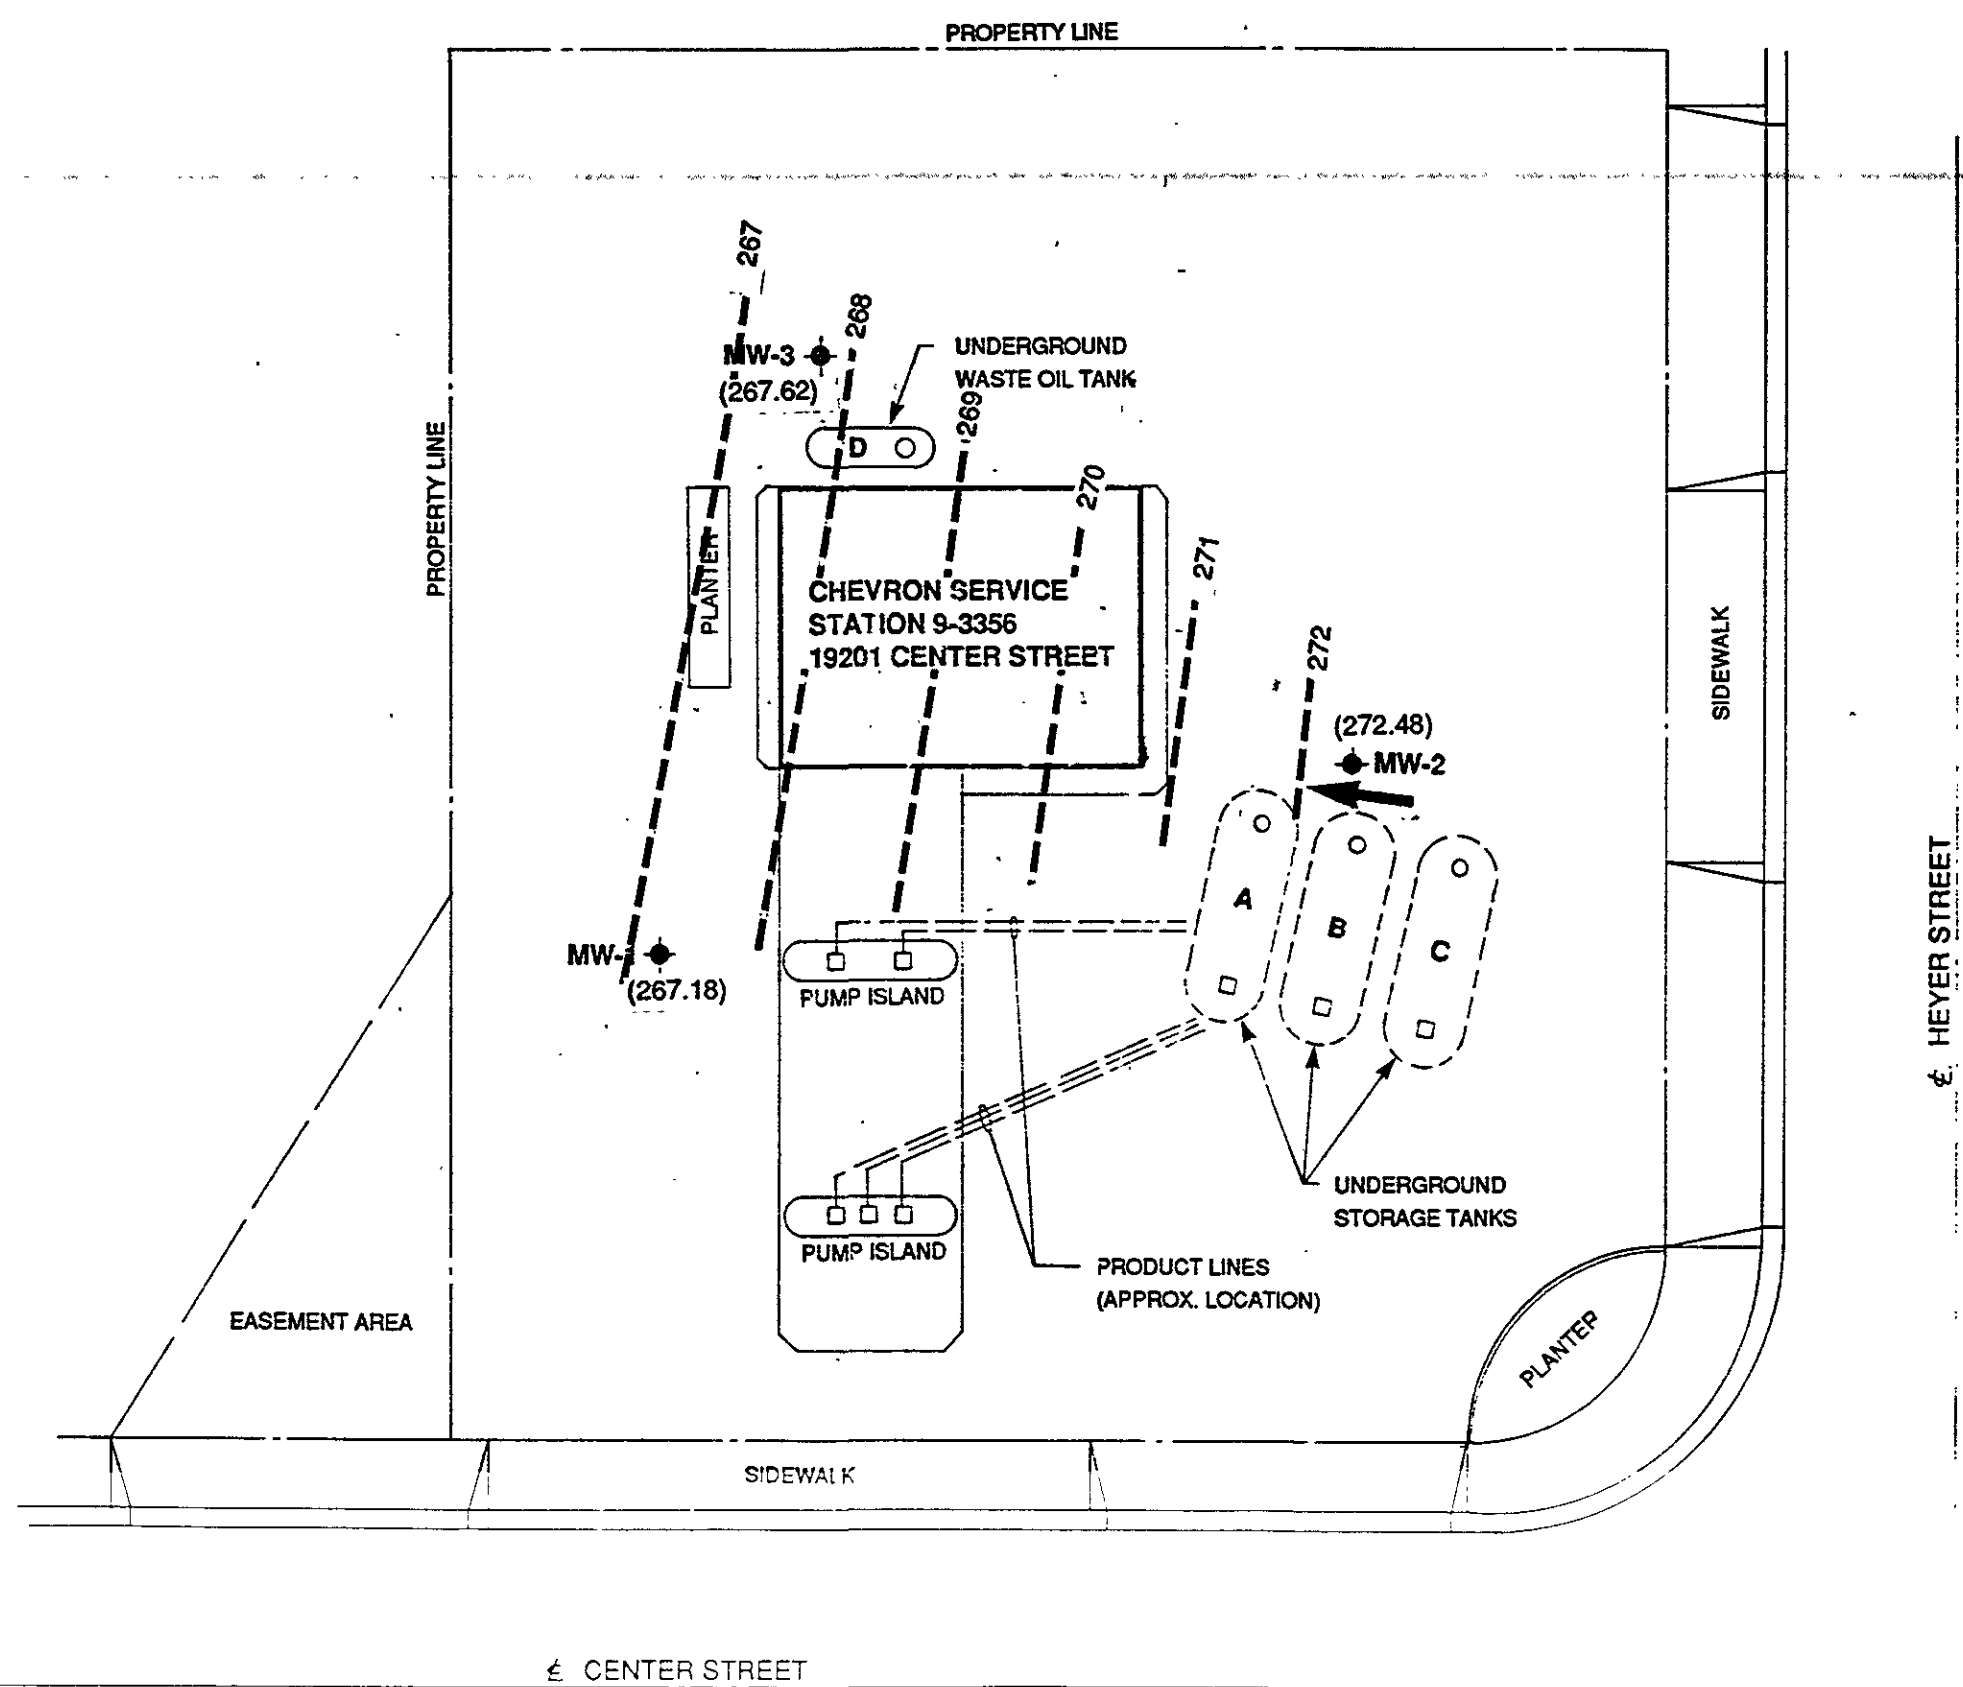 PROPERTY LINE
267
268
MW-3
(267.62)
UNDERGROUND
WASTE OIL TANK
269
D
PROPERTY LINE
270
271
PLANTER
CHEVRON SERVICE
STATION 9-3356
19201 CENTER STREET
272
SIDEWALK
(272.48)
MW-2
A
B
C
℄ HEYER STREET
MW-
(267.18)
PUMP ISLAND
UNDERGROUND
STORAGE TANKS
PUMP ISLAND
PRODUCT LINES
(APPROX. LOCATION)
EASEMENT AREA
PLANTER
SIDEWALK
℄ CENTER STREET